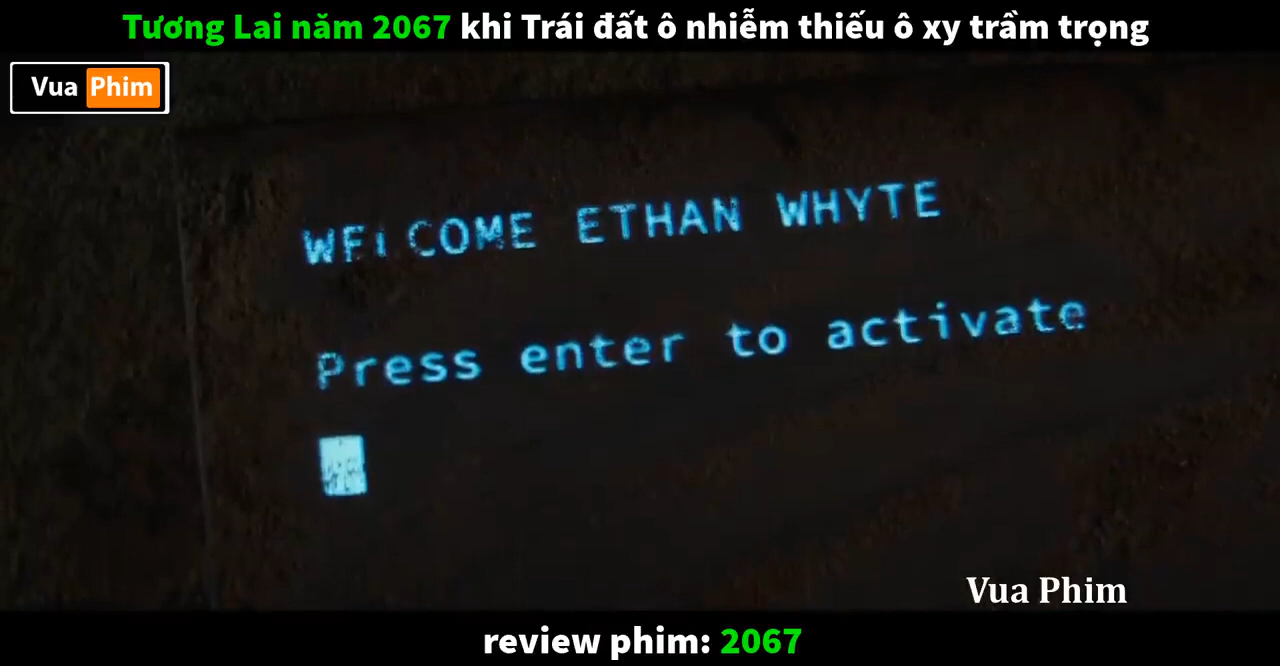 Tương Lai năm 2067 khi Trái đất ô nhiễm thiếu ô xy trầm trọng
Vua Phim
WELCOME ETHAN WHYTE
Press enter to activate
Vua Phim
review phim: 2067